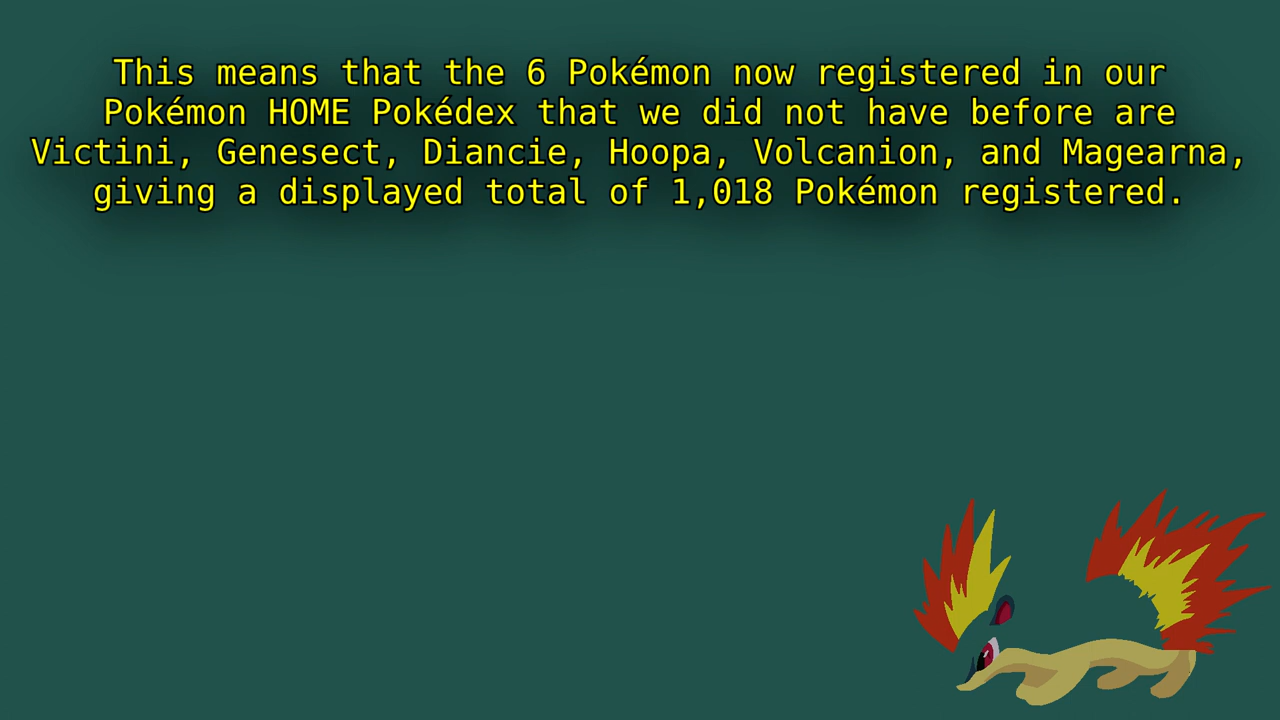 This means that the 6 Pokémon now registered in our
Pokémon HOME Pokédex that we did not have before are
Victini, Genesect, Diancie, Hoopa, Volcanion, and Magearna,
giving a displayed total of 1,018 Pokémon registered.